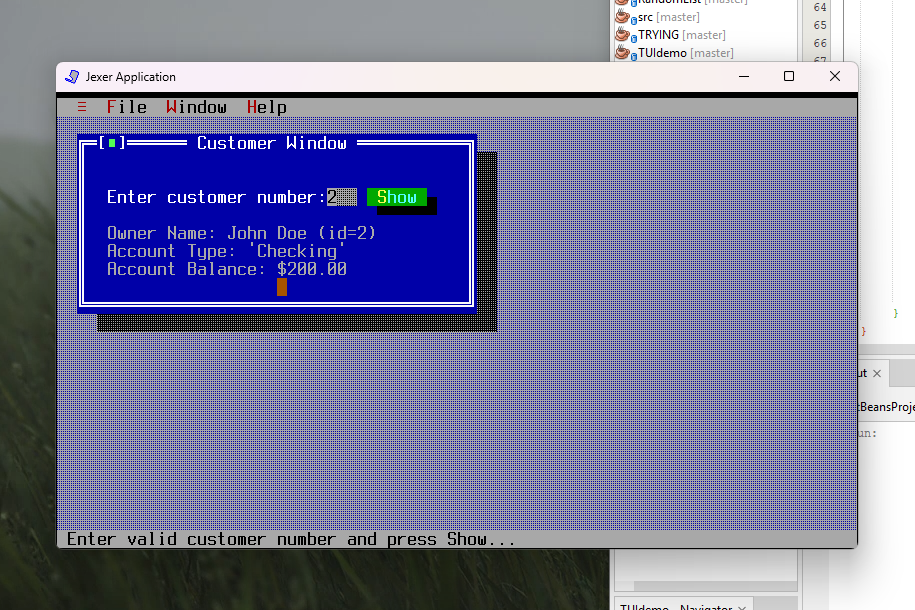 RandomList [master]
src [master]
TRYING [master]
TUIdemo [master]
64
65
66
67
Jexer Application
File Window Help
Customer Window
Enter customer number:2 Show
Owner Name: John Doe (id=2)
Account Type: 'Checking'
Account Balance: $200.00
Enter valid customer number and press Show...
}
}
ut ×
tBeansProje
un:
TUIdemo - Navigator ×